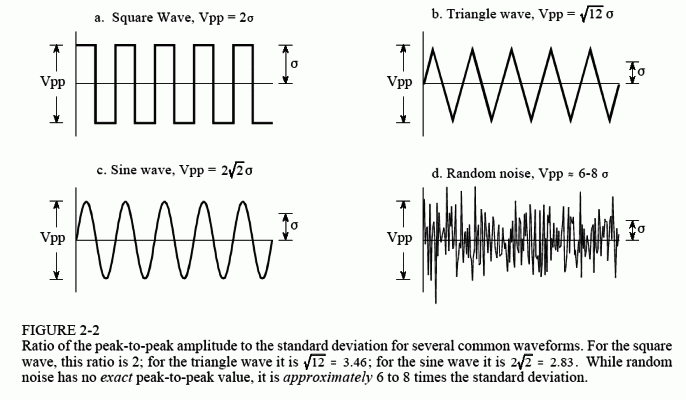 a. Square Wave, Vpp = 2σ
Vpp
σ
b. Triangle wave, Vpp = √12 σ
Vpp
σ
c. Sine wave, Vpp = 2√2σ
Vpp
σ
d. Random noise, Vpp ≈ 6-8 σ
Vpp
σ
FIGURE 2-2
Ratio of the peak-to-peak amplitude to the standard deviation for several common waveforms. For the square
wave, this ratio is 2; for the triangle wave it is √12 = 3.46; for the sine wave it is 2√2 = 2.83. While random
noise has no exact peak-to-peak value, it is approximately 6 to 8 times the standard deviation.